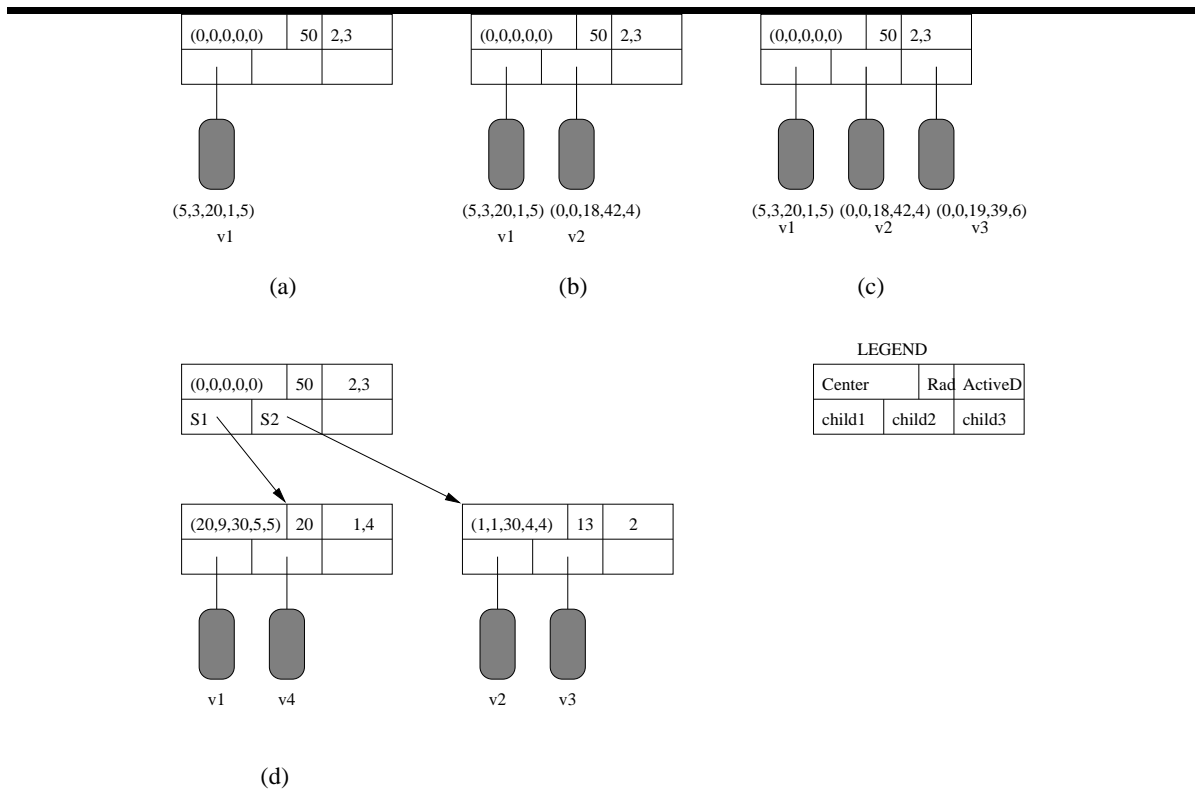 (0,0,0,0,0) 50 2,3
(0,0,0,0,0) 50 2,3
(0,0,0,0,0) 50 2,3
(5,3,20,1,5)
v1
(5,3,20,1,5) (0,0,18,42,4)
v1 v2
(5,3,20,1,5) (0,0,18,42,4) (0,0,19,39,6)
v1 v2 v3
(a) (b) (c)
LEGEND
Center Rad ActiveD
child1 child2 child3
(0,0,0,0,0) 50 2,3
S1 S2
(20,9,30,5,5) 20 1,4
(1,1,30,4,4) 13 2
v1 v4
v2 v3
(d)